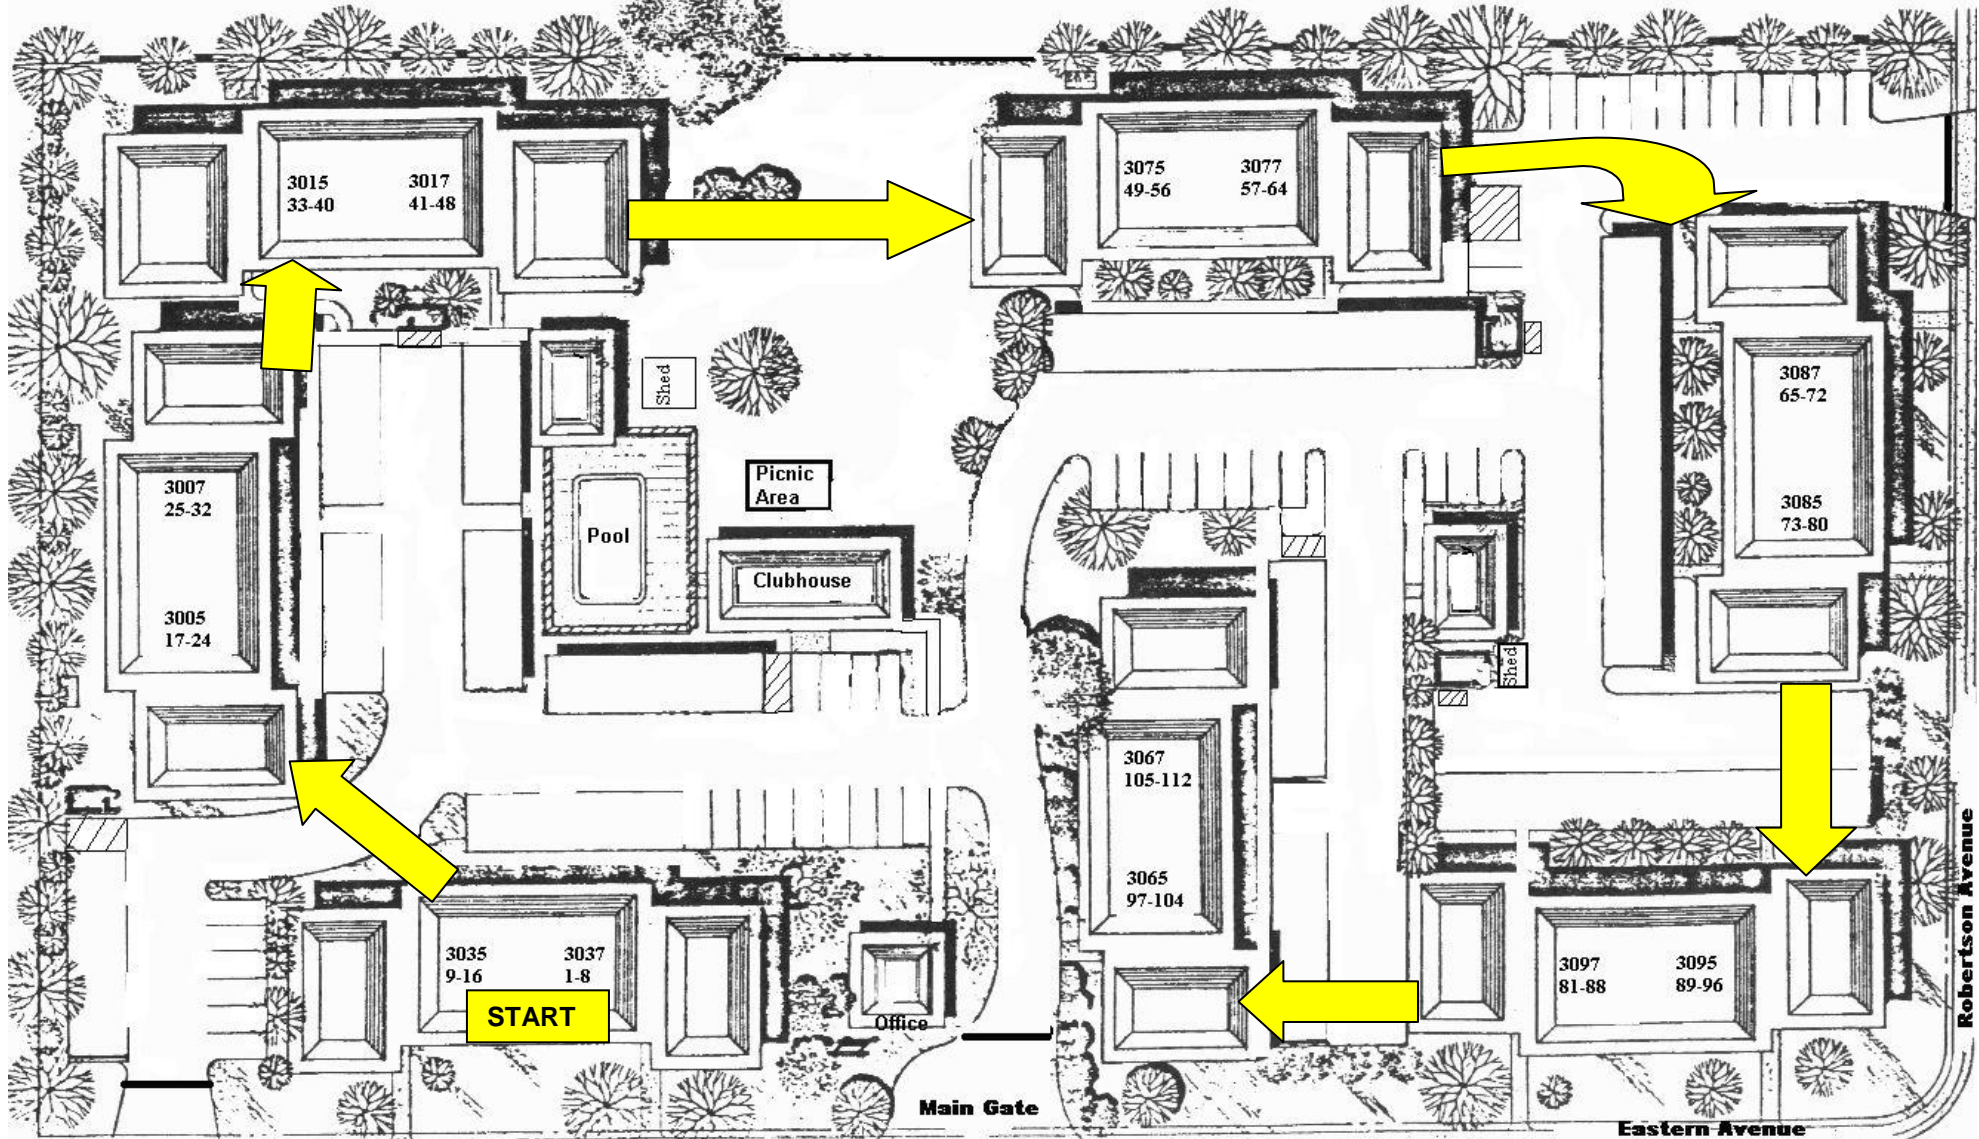 3015
33-40
3017
41-48
3075
49-56
3077
57-64
3087
65-72
3085
73-80
Shed
Picnic
Area
3007
25-32
3005
17-24
Pool
Clubhouse
Shed
3067
105-112
3065
97-104
3035
9-16
3037
1-8
START
Office
3097
81-88
3095
89-96
Main Gate
Robertson Avenue
Eastern Avenue